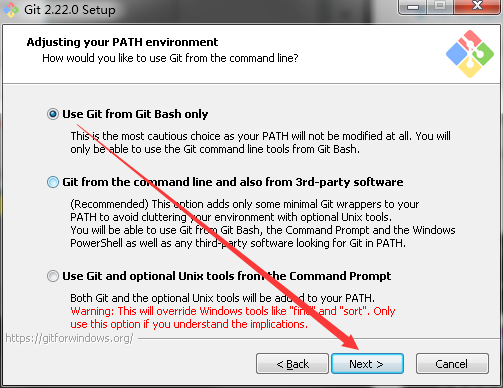 Git 2.22.0 Setup
Adjusting your PATH environment
How would you like to use Git from the command line?
Use Git from Git Bash only
This is the most cautious choice as your PATH will not be modified at all. You will
only be able to use the Git command line tools from Git Bash.
Git from the command line and also from 3rd-party software
(Recommended) This option adds only some minimal Git wrappers to your
PATH to avoid cluttering your environment with optional Unix tools.
You will be able to use Git from Git Bash, the Command Prompt and the Windows
PowerShell as well as any third-party software looking for Git in PATH.
Use Git and optional Unix tools from the Command Prompt
Both Git and the optional Unix tools will be added to your PATH.
Warning: This will override Windows tools like "find" and "sort". Only
use this option if you understand the implications.
https://gitforwindows.org/
< Back Next > Cancel